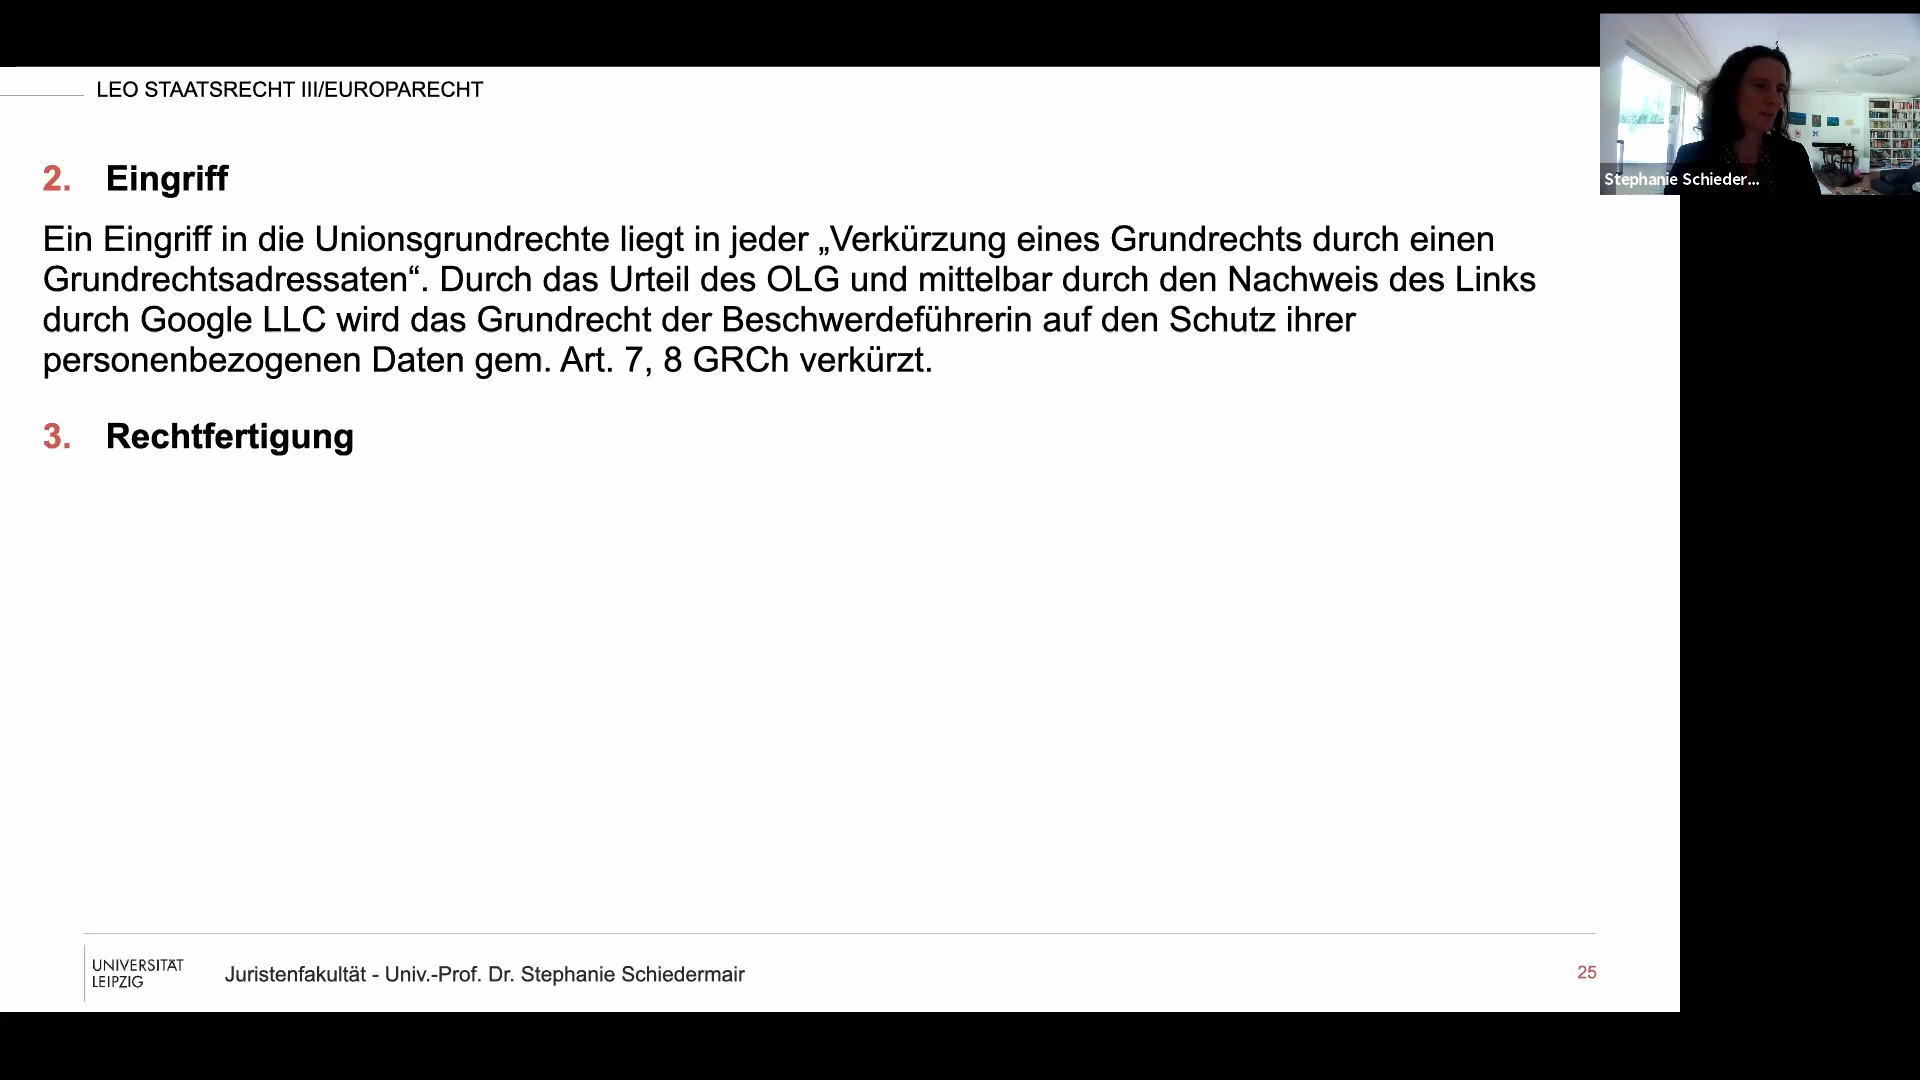 LEO STAATSRECHT III/EUROPARECHT
Stephanie Schieder...
2. Eingriff
Ein Eingriff in die Unionsgrundrechte liegt in jeder „Verkürzung eines Grundrechts durch einen
Grundrechtsadressaten“. Durch das Urteil des OLG und mittelbar durch den Nachweis des Links
durch Google LLC wird das Grundrecht der Beschwerdeführerin auf den Schutz ihrer
personenbezogenen Daten gem. Art. 7, 8 GRCh verkürzt.
3. Rechtfertigung
UNIVERSITÄT
LEIPZIG
Juristenfakultät - Univ.-Prof. Dr. Stephanie Schiedermair
25